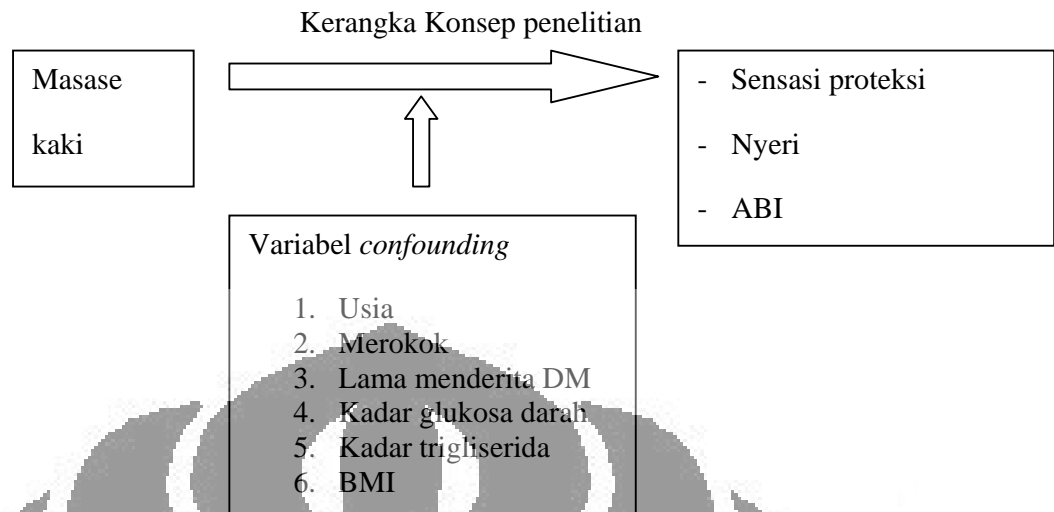 Kerangka Konsep penelitian
Masase
kaki
- Sensasi proteksi
- Nyeri
- ABI
Variabel confounding
1. Usia
2. Merokok
3. Lama menderita DM
4. Kadar glukosa darah
5. Kadar trigliserida
6. BMI